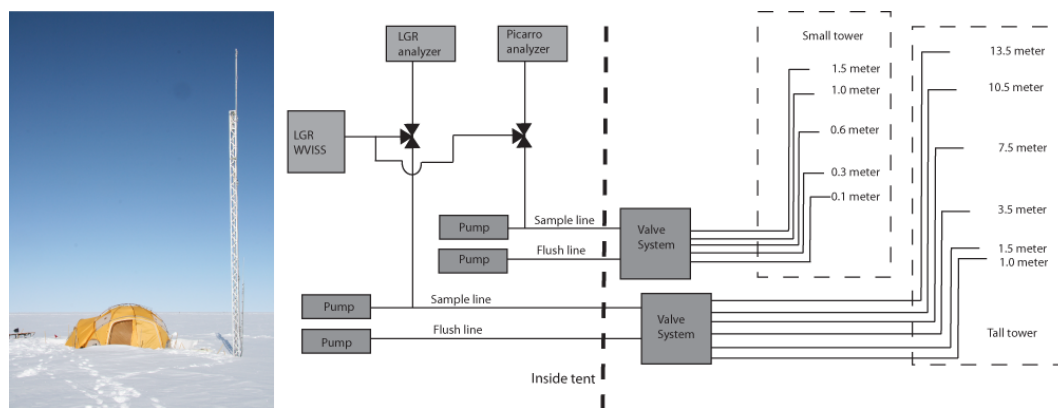 LGR
analyzer
Picarro
analyzer
LGR
WVISS
Small tower
1.5 meter
1.0 meter
0.6 meter
0.3 meter
0.1 meter
13.5 meter
10.5 meter
7.5 meter
3.5 meter
1.5 meter
1.0 meter
Tall tower
Pump
Sample line
Valve
System
Pump
Flush line
Pump
Sample line
Valve
System
Pump
Flush line
Inside tent